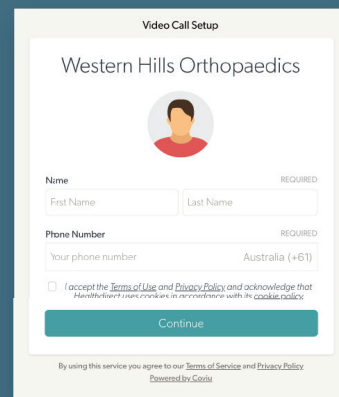 Video Call Setup
Western Hills Orthopaedics
Name REQUIRED
First Name Last Name
Phone Number REQUIRED
Your phone number Australia (+61)
I accept the Terms of Use and Privacy Policy and acknowledge that
Healthdirect uses cookies in accordance with its cookie policy
Continue
By using this service you agree to our Terms of Service and Privacy Policy
Powered by Coviu